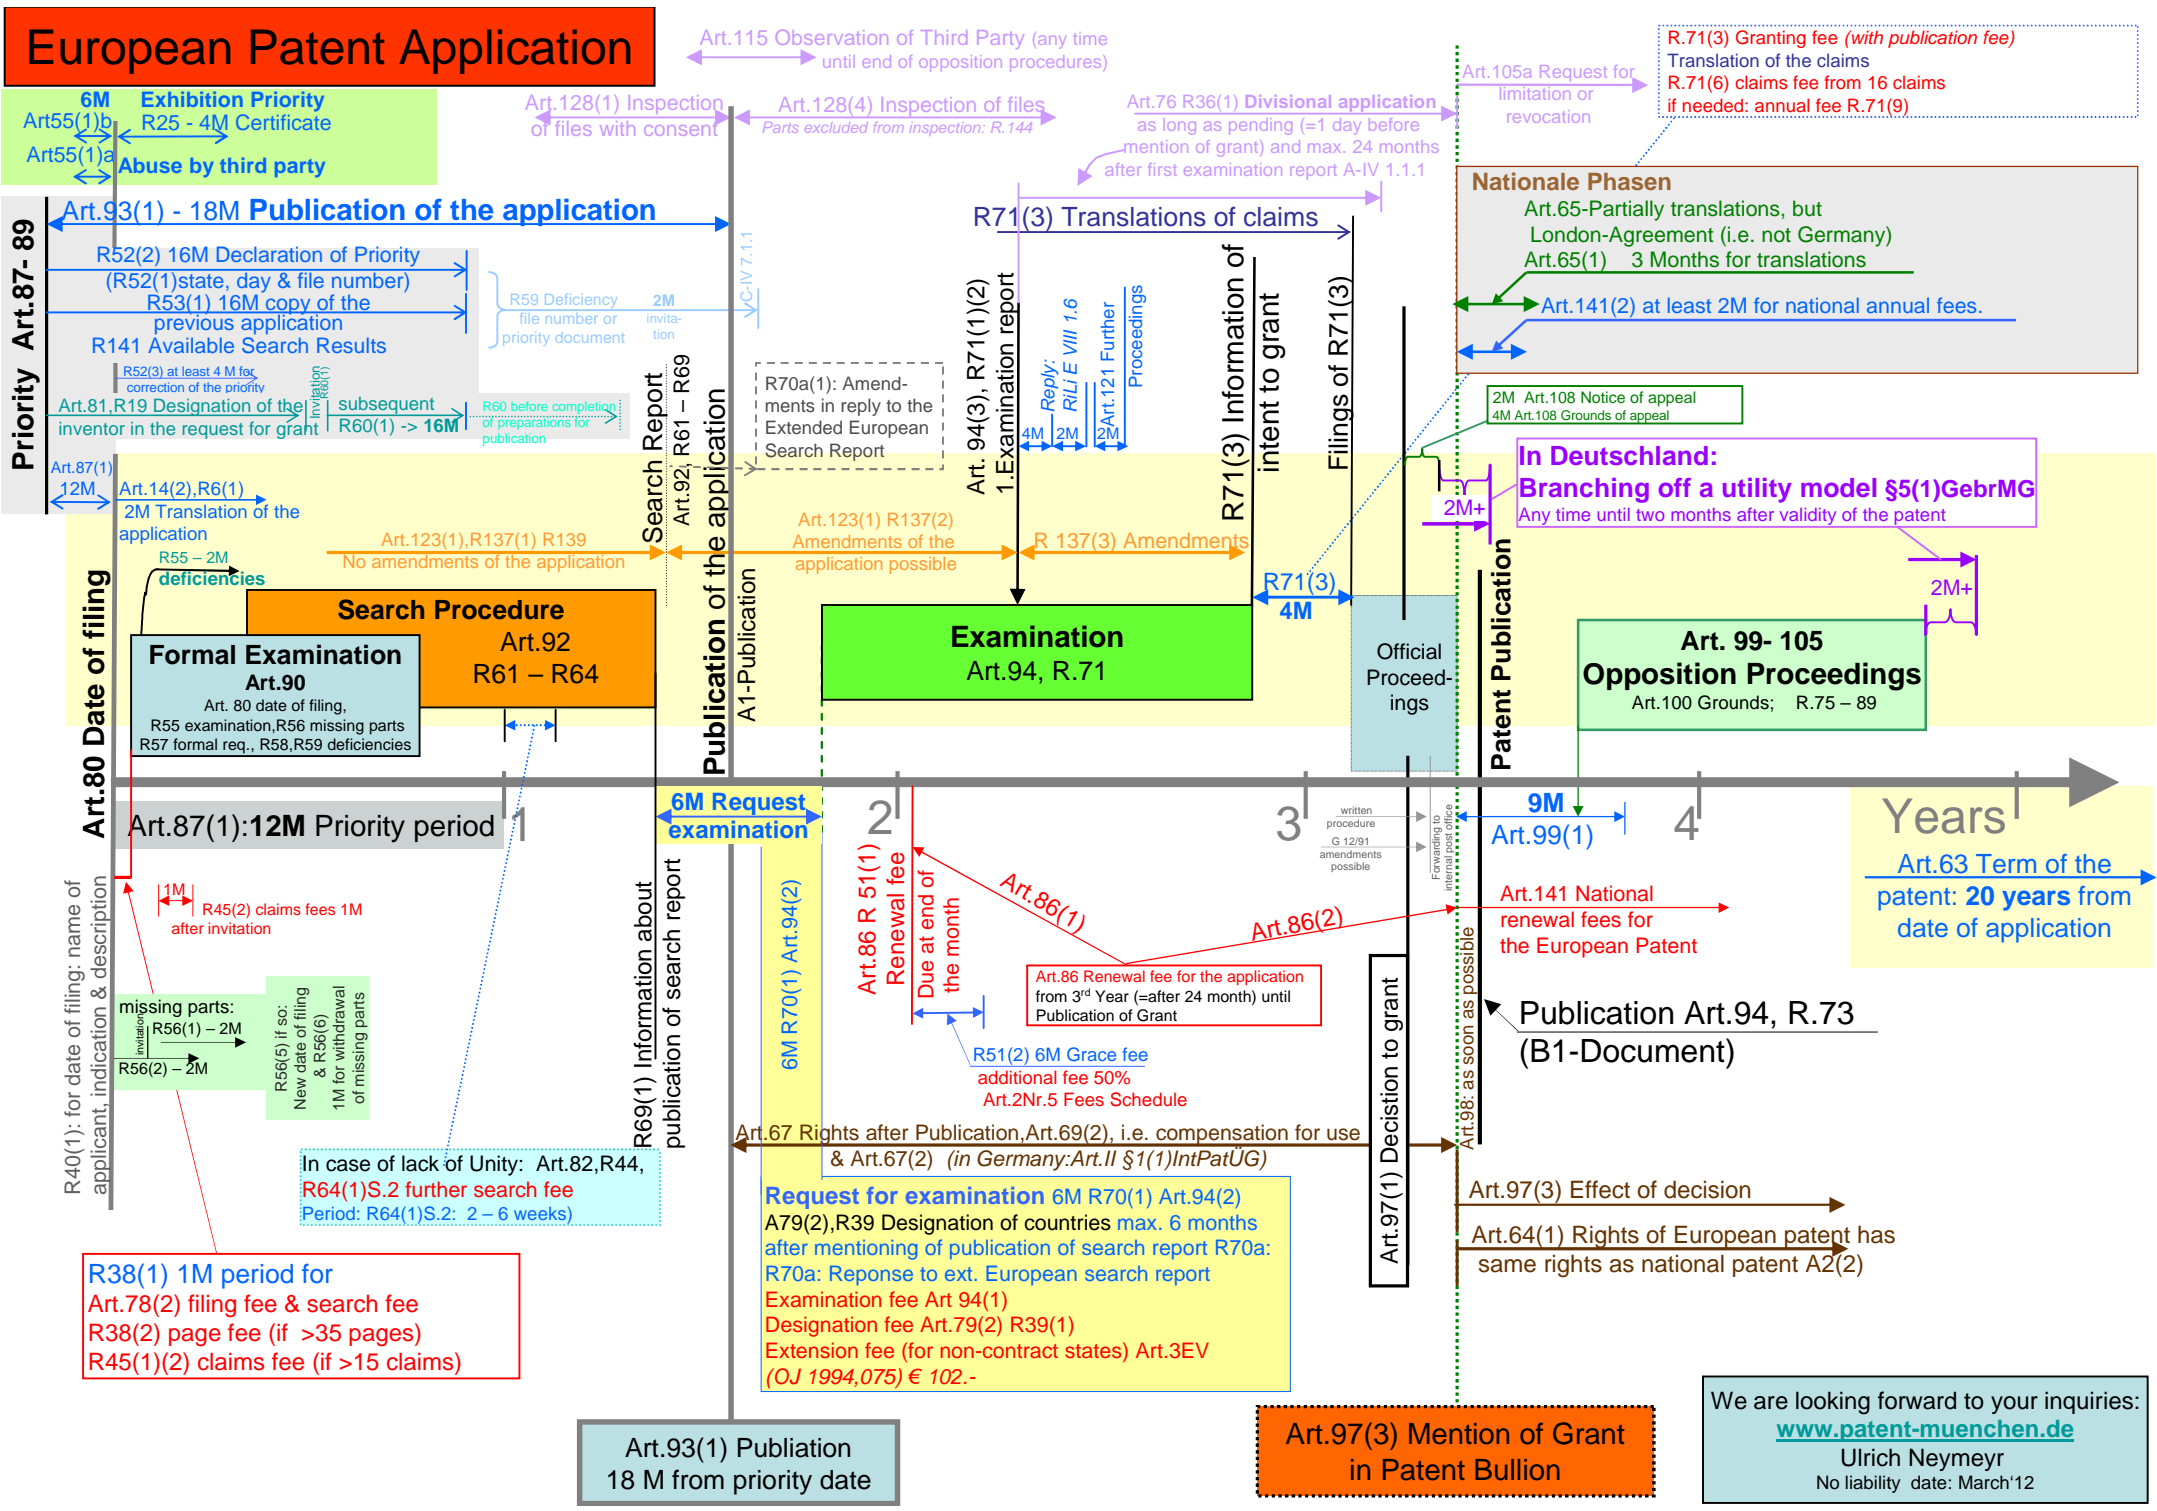 European Patent Application
Art.115 Observation of Third Party (any time
until end of opposition procedures)
R.71(3) Granting fee (with publication fee)
Translation of the claims
R.71(6) claims fee from 16 claims
if needed: annual fee R.71(9)
Art.105a Request for
limitation or
revocation
6M Exhibition Priority
Art55(1)b R25 - 4M Certificate
Art55(1)a
Abuse by third party
Art.128(1) Inspection
of files with consent
Art.128(4) Inspection of files
Parts excluded from inspection: R.144
Art.76 R36(1) Divisional application
as long as pending (=1 day before
mention of grant) and max. 24 months
after first examination report A-IV 1.1.1
Nationale Phasen
Art.65-Partially translations, but
London-Agreement (i.e. not Germany)
Art.65(1) 3 Months for translations
Art.141(2) at least 2M for national annual fees.
Priority Art.87- 89
Art.93(1) - 18M Publication of the application
R52(2) 16M Declaration of Priority
(R52(1)state, day & file number)
R53(1) 16M copy of the
previous application
R141 Available Search Results
R52(3) at least 4 M for
correction of the priority
R59 Deficiency
file number or
priority document
2M
invita-
tion
C-IV 7.1.1
Art.81,R19 Designation of the
inventor in the request for grant
Invitation
R60(1)
subsequent
R60(1) -> 16M
R60 before completion
of preparations for
publication
Art.87(1)
12M
Art.14(2),R6(1)
2M Translation of the
application
R55 – 2M
deficiencies
R71(3) Translations of claims
Search Report
Art.92, R61 – R69
Publication of the application
A1-Publication
R70a(1): Amend-
ments in reply to the
Extended European
Search Report
Art. 94(3), R71(1)(2)
1.Examination report
4M
Reply:
RiLi E VIII 1.6
2M
Art.121 Further
Proceedings
2M
R71(3) Information of
intent to grant
Filings of R71(3)
2M Art.108 Notice of appeal
4M Art.108 Grounds of appeal
In Deutschland:
Branching off a utility model §5(1)GebrMG
Any time until two months after validity of the patent
2M+
2M+
Art.123(1),R137(1) R139
No amendments of the application
Art.123(1) R137(2)
Amendments of the
application possible
R 137(3) Amendments
R71(3)
4M
Art.80 Date of filing
Search Procedure
Art.92
R61 – R64
Formal Examination
Art.90
Art. 80 date of filing,
R55 examination,R56 missing parts
R57 formal req., R58,R59 deficiencies
Examination
Art.94, R.71
Official
Proceed-
ings
Patent Publication
Art. 99- 105
Opposition Proceedings
Art.100 Grounds; R.75 – 89
Art.87(1):12M Priority period
1
6M Request
examination
2
3
written
procedure
G 12/91
amendments
possible
Forwarding to
internal post office
9M
Art.99(1)
4
Years
Art.63 Term of the
patent: 20 years from
date of application
R40(1): for date of filing: name of
applicant, indication & description
1M
R45(2) claims fees 1M
after invitation
missing parts:
invitation
R56(1) – 2M
R56(2) – 2M
R56(5) if so:
New date of filing
& R56(6)
1M for withdrawal
of missing parts
R69(1) Information about
publication of search report
6M R70(1) Art.94(2)
Art.86 R 51(1)
Renewal fee
Due at end of
the month
Art.86(1)
Art.86(2)
Art.86 Renewal fee for the application
from 3rd Year (=after 24 month) until
Publication of Grant
R51(2) 6M Grace fee
additional fee 50%
Art.2Nr.5 Fees Schedule
Art.141 National
renewal fees for
the European Patent
Art.97(1) Decistion to grant
Art.98: as soon as possible
Publication Art.94, R.73
(B1-Document)
Art.67 Rights after Publication,Art.69(2), i.e. compensation for use
& Art.67(2) (in Germany:Art.II §1(1)IntPatÜG)
In case of lack of Unity: Art.82,R44,
R64(1)S.2 further search fee
Period: R64(1)S.2: 2 – 6 weeks)
Request for examination 6M R70(1) Art.94(2)
A79(2),R39 Designation of countries max. 6 months
after mentioning of publication of search report R70a:
R70a: Reponse to ext. European search report
Examination fee Art 94(1)
Designation fee Art.79(2) R39(1)
Extension fee (for non-contract states) Art.3EV
(OJ 1994,075) € 102.-
Art.97(3) Effect of decision
Art.64(1) Rights of European patent has
same rights as national patent A2(2)
R38(1) 1M period for
Art.78(2) filing fee & search fee
R38(2) page fee (if >35 pages)
R45(1)(2) claims fee (if >15 claims)
Art.93(1) Publiation
18 M from priority date
Art.97(3) Mention of Grant
in Patent Bullion
We are looking forward to your inquiries:
www.patent-muenchen.de
Ulrich Neymeyr
No liability date: March‘12